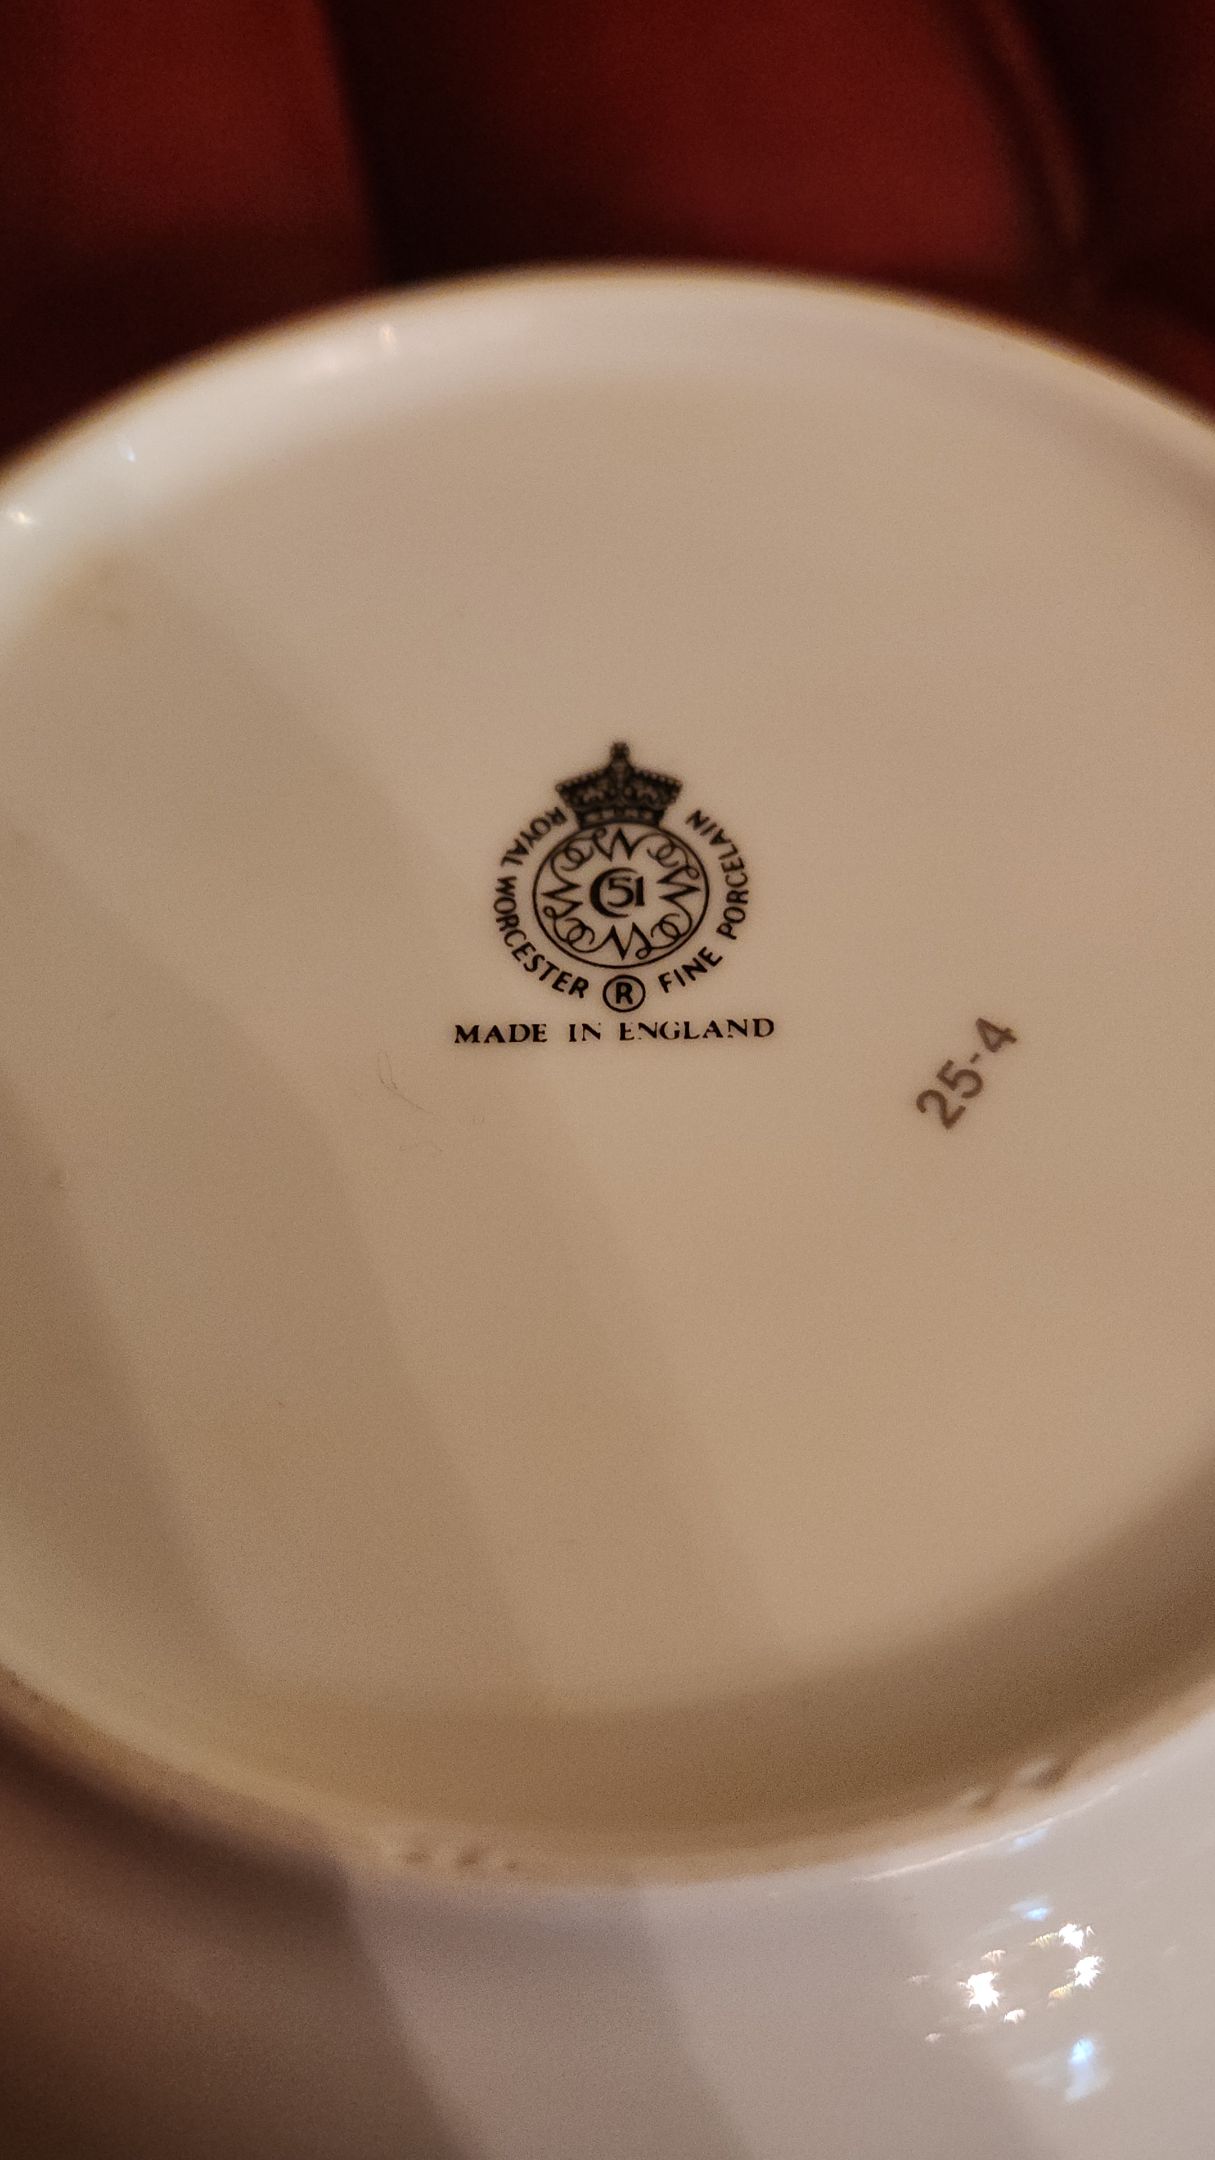 ROYAL WORCESTER ® FINE PORCELAIN
51
MADE IN ENGLAND
25-4